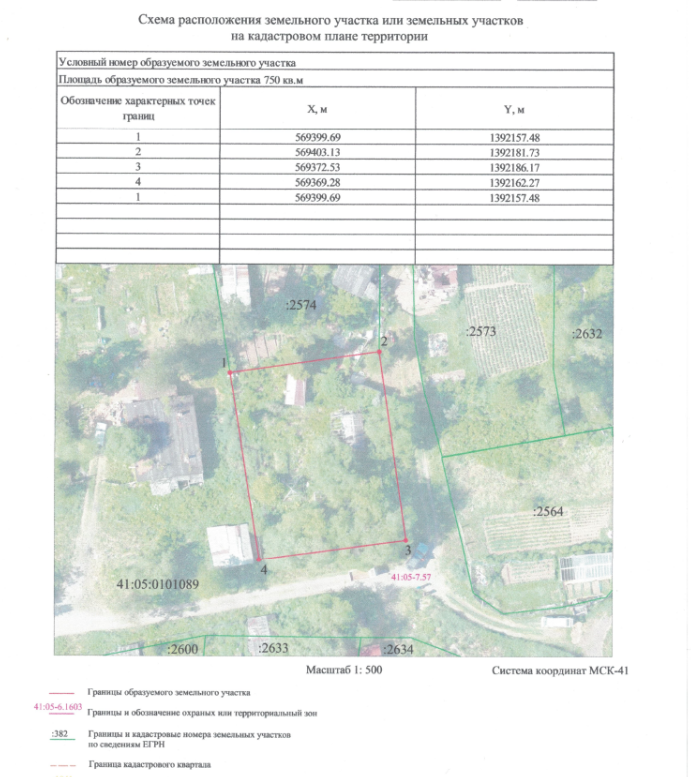 Схема расположения земельного участка или земельных участков
на кадастровом плане территории
Условный номер образуемого земельного участка
Площадь образуемого земельного участка 750 кв.м
Обозначение характерных точек границ X, м Y, м
1 569399.69 1392157.48
2 569403.13 1392181.73
3 569372.53 1392186.17
4 569369.28 1392162.27
1 569399.69 1392157.48
:2574
:2573
:2632
1
2
:2564
3
4
41:05-7.57
41:05:0101089
:2600 :2633 :2634
Масштаб 1: 500 Система координат МСК-41
Границы образуемого земельного участка
41:05-6.1603 Границы и обозначение охраных или территориальный зон
:382 Границы и кадастровые номера земельных участков
по сведениям ЕГРН
Граница кадастрового квартала